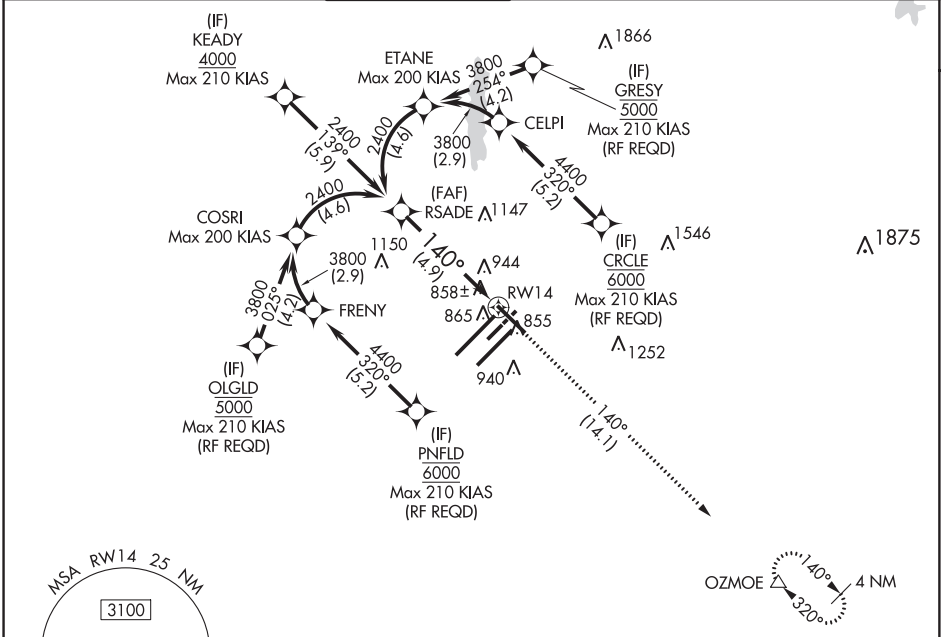 (IF)
KEADY
4000
Max 210 KIAS
2400
139°
(5.9)
ETANE
Max 200 KIAS
3800
254°
(4.2)
1866
(IF)
GRESY
5000
Max 210 KIAS
(RF REQD)
CELPI
3800
(2.9)
2400
(4.6)
4400
320°
(5.2)
2400
(4.6)
(FAF)
RSADE
1147
COSRI
Max 200 KIAS
1150
3800
(2.9)
140°
(4.9)
944
858±
RW14
865
855
940
(IF)
CRCLE
6000
Max 210 KIAS
(RF REQD)
1546
1875
1252
3800
025°
(4.2)
FRENY
(IF)
OLGLD
5000
Max 210 KIAS
(RF REQD)
4400
320°
(5.2)
(IF)
PNFLD
6000
Max 210 KIAS
(RF REQD)
140°
(14.1)
MSA RW14 25 NM
3100
OZMOE
140°
320°
4 NM